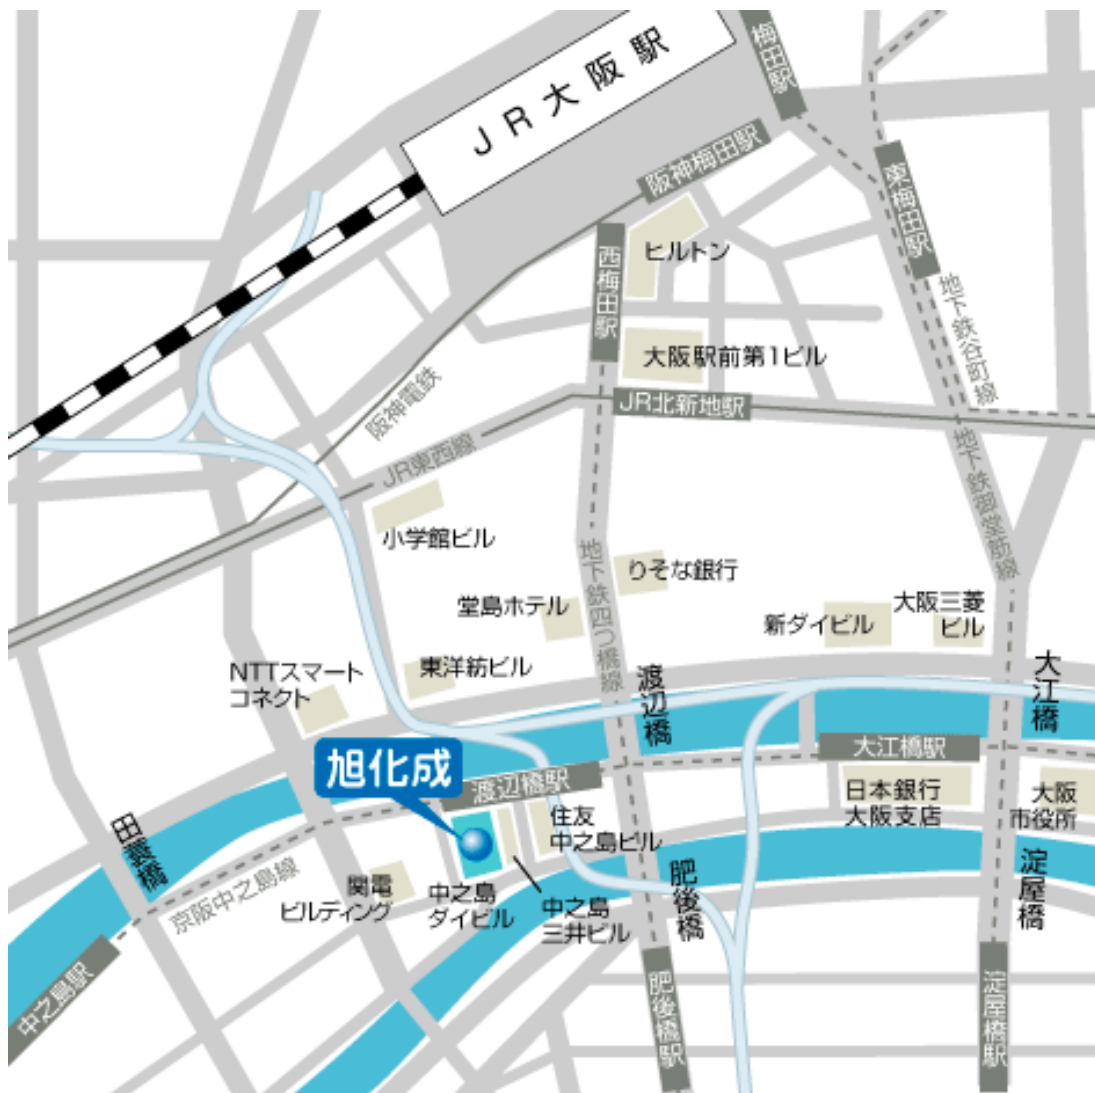 JR大阪駅
梅田駅
阪神梅田駅
東梅田駅
西梅田駅
ヒルトン
地下鉄谷町線
大阪駅前第1ビル
JR北新地駅
阪神電鉄
JR東西線
地下鉄御堂筋線
小学館ビル
地下鉄四つ橋線
りそな銀行
堂島ホテル
新ダイビル
大阪三菱
ビル
NTTスマート
コネクト
東洋紡ビル
渡辺橋
大江橋
旭化成
渡辺橋駅
大江橋駅
日本銀行
大阪支店
大阪
市役所
住友
中之島ビル
田蓑橋
京阪中之島線
関電
ビルディング
中之島
ダイビル
中之島
三井ビル
肥後橋
淀屋橋
中之島駅
肥後橋駅
淀屋橋駅